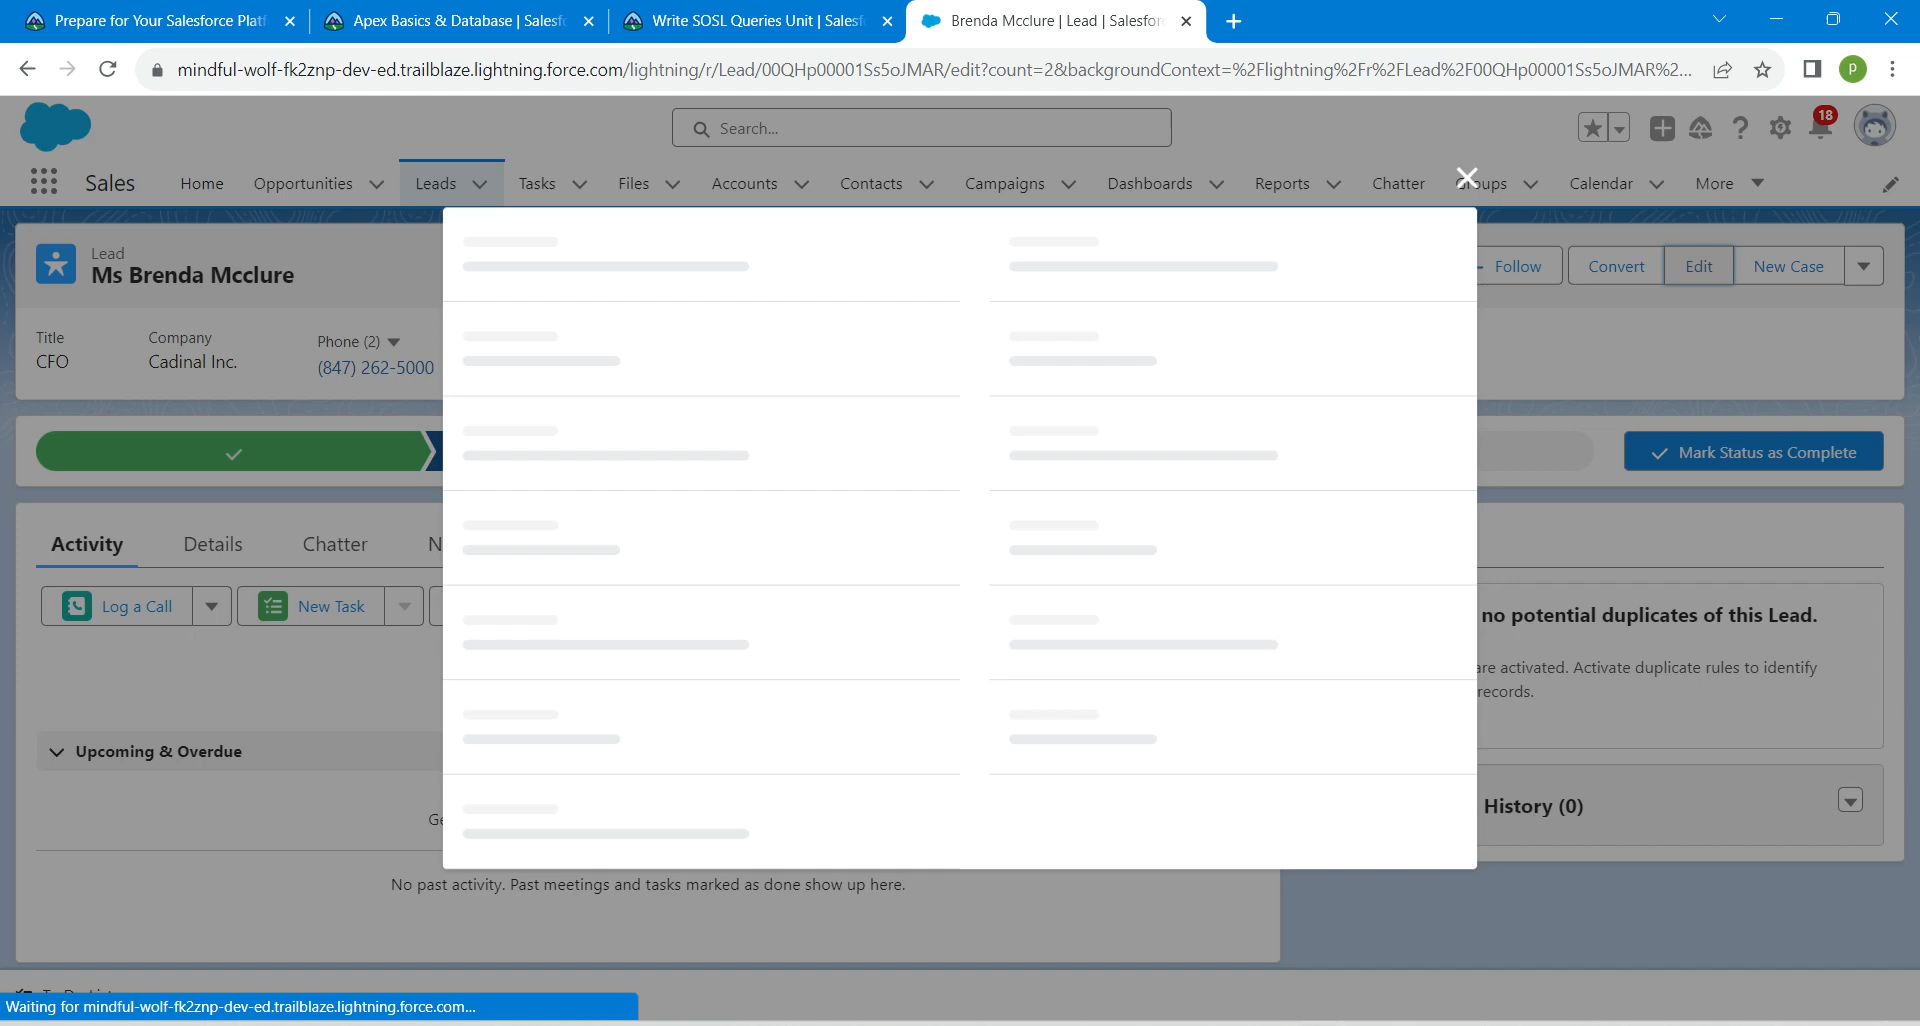 Prepare for Your Salesforce Platf
Apex Basics & Database | Salesf
Write SOSL Queries Unit | Salesf
Brenda Mcclure | Lead | Salesfor
mindful-wolf-fk2znp-dev-ed.trailblaze.lightning.force.com/lightning/r/Lead/00QHp00001Ss5oJMAR/edit?count=2&backgroundContext=%2Flightning%2Fr%2FLead%2F00QHp00001Ss5oJMAR%2...
P
Search...
18
Sales
Home
Opportunities
Leads
Tasks
Files
Accounts
Contacts
Campaigns
Dashboards
Reports
Chatter
Groups
Calendar
More
Lead
Ms Brenda Mcclure
Follow
Convert
Edit
New Case
Title
CFO
Company
Cadinal Inc.
Phone (2)
(847) 262-5000
Mark Status as Complete
Activity
Details
Chatter
N
Log a Call
New Task
no potential duplicates of this Lead.
are activated. Activate duplicate rules to identify
records.
Upcoming & Overdue
Ge
History (0)
No past activity. Past meetings and tasks marked as done show up here.
Waiting for mindful-wolf-fk2znp-dev-ed.trailblaze.lightning.force.com...